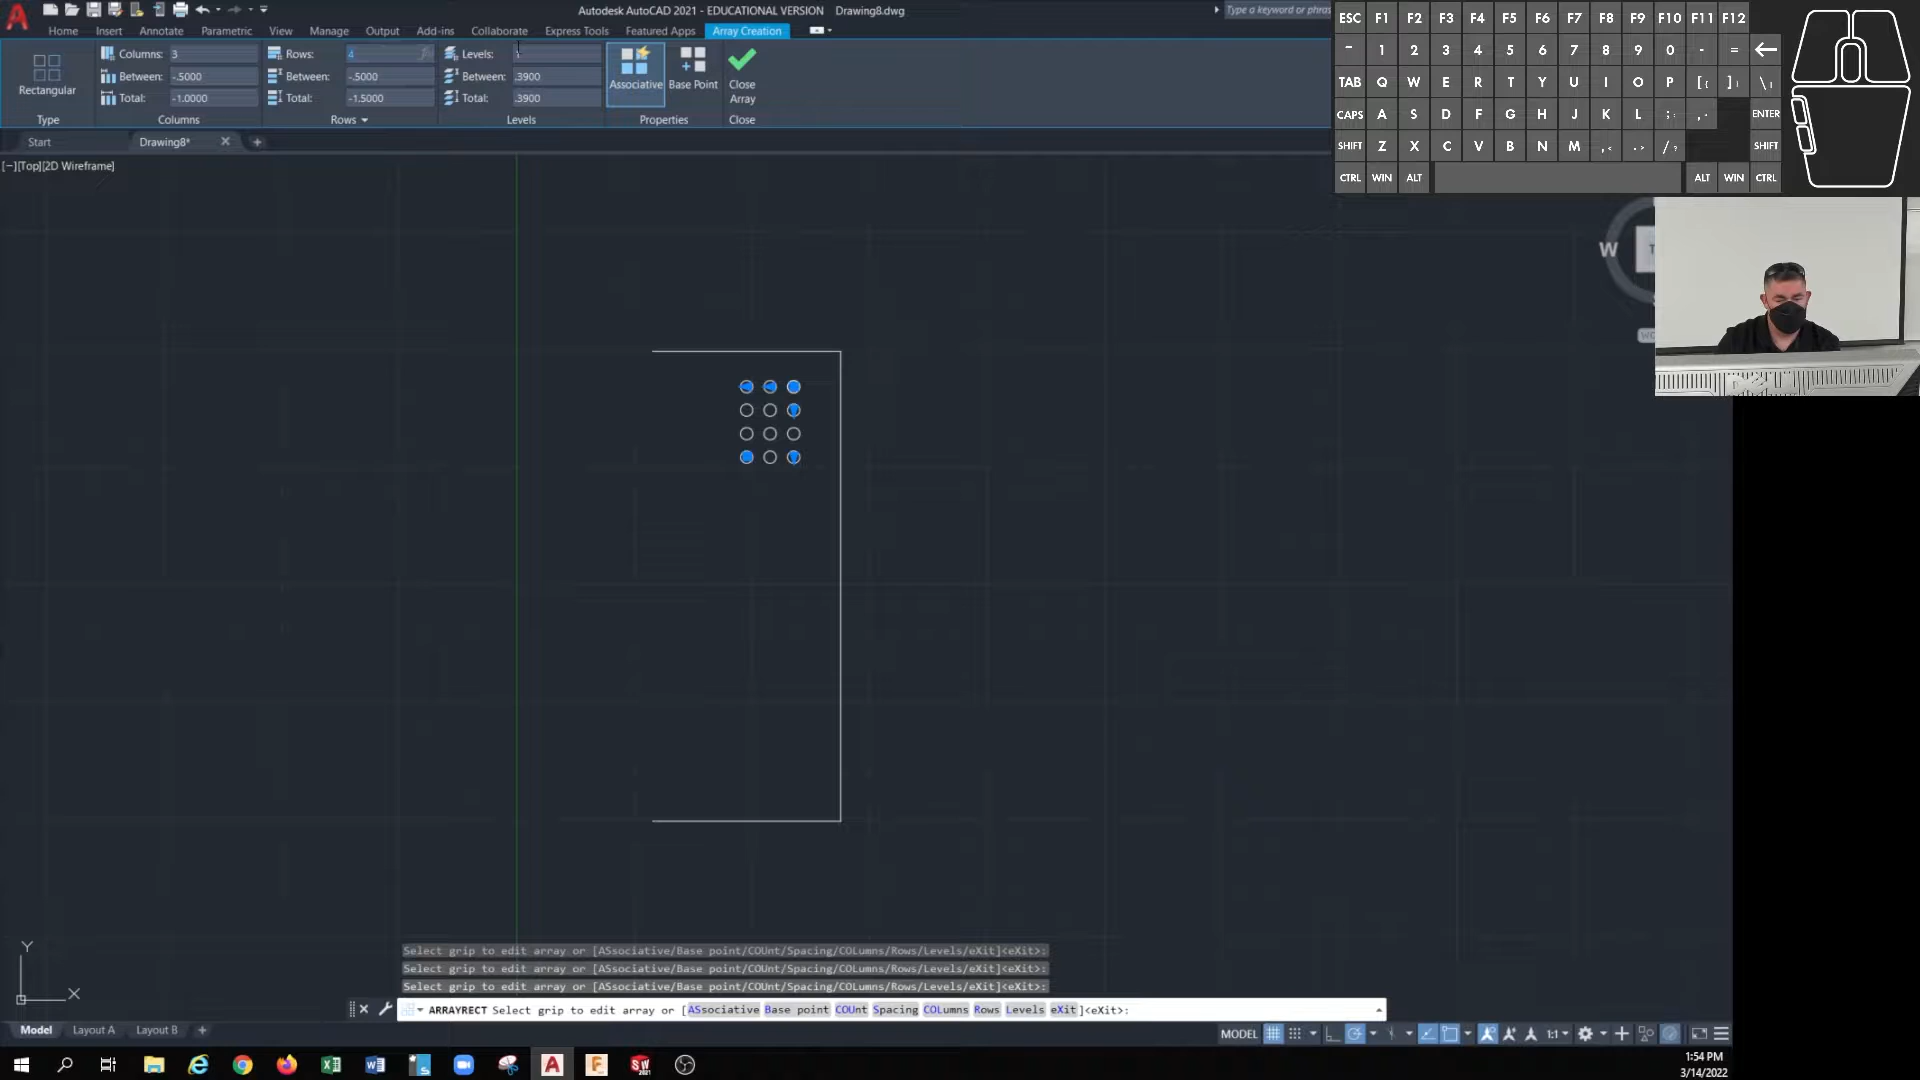 Autodesk AutoCAD 2021 - EDUCATIONAL VERSION Drawing8.dwg
Type a keyword or phras
Home Insert Annotate Parametric View Manage Output Add-ins Collaborate Express Tools Featured Apps Array Creation
Columns: 3 Rows: 4 Levels: 1
Between: -.5000 Between: -.5000 Between: .3900
Total: -1.0000 Total: -1.5000 Total: .3900
Rectangular
Associative Base Point Close Array
Type Columns Rows Levels Properties Close
Start Drawing8*
[−][Top][2D Wireframe]
ESC F1 F2 F3 F4 F5 F6 F7 F8 F9 F10 F11 F12
1 2 3 4 5 6 7 8 9 0 - =
TAB Q W E R T Y U I O P [{ ]} \|
CAPS A S D F G H J K L ;: ENTER
SHIFT Z X C V B N M ,< .> /? SHIFT
CTRL WIN ALT ALT WIN CTRL
W
Y
X
Select grip to edit array or [ASsociative/Base point/COUnt/Spacing/COLumns/Rows/Levels/eXit]<eXit>:
Select grip to edit array or [ASsociative/Base point/COUnt/Spacing/COLumns/Rows/Levels/eXit]<eXit>:
Select grip to edit array or [ASsociative/Base point/COUnt/Spacing/COLumns/Rows/Levels/eXit]<eXit>:
ARRAYRECT Select grip to edit array or [ASsociative Base point COUnt Spacing COLumns Rows Levels eXit]<eXit>:
Model Layout A Layout B
MODEL 1:1
1:54 PM
3/14/2022